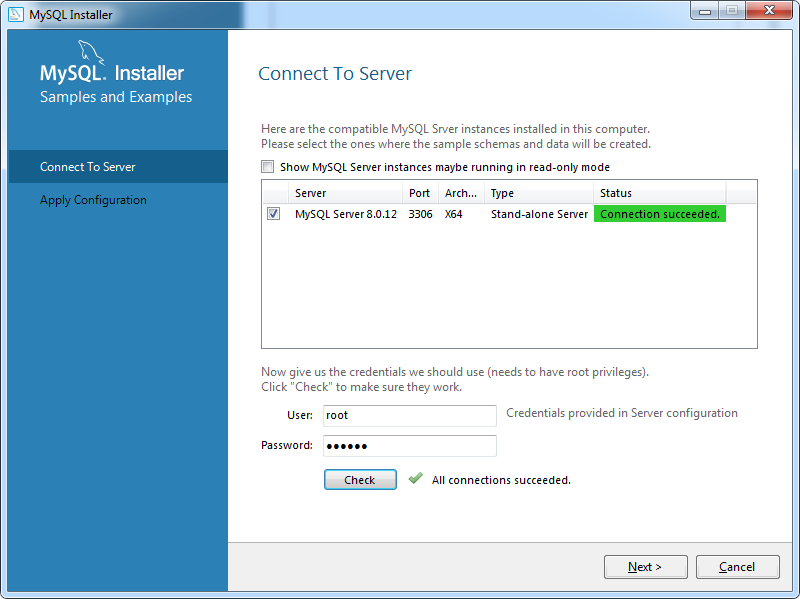 MySQL Installer
MySQL. Installer
Samples and Examples
Connect To Server
Apply Configuration
Connect To Server
Here are the compatible MySQL Srver instances installed in this computer.
Please select the ones where the sample schemas and data will be created.
Show MySQL Server instances maybe running in read-only mode
Server Port Arch... Type Status
MySQL Server 8.0.12 3306 X64 Stand-alone Server Connection succeeded.
Now give us the credentials we should use (needs to have root privileges).
Click "Check" to make sure they work.
User: root Credentials provided in Server configuration
Password: ●●●●●●
Check All connections succeeded.
Next > Cancel